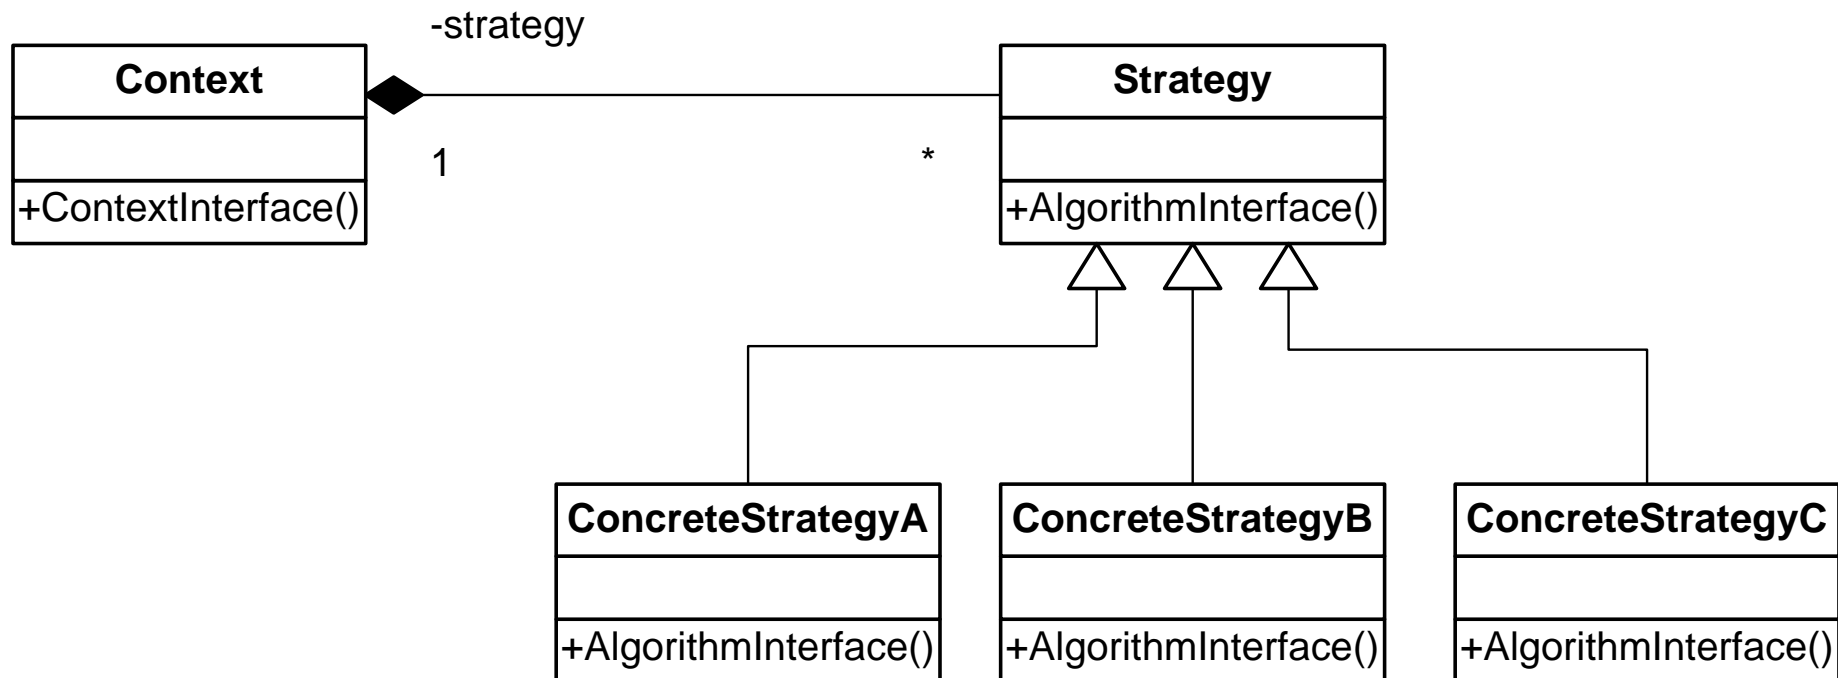 -strategy
Context
Strategy
1
*
+ContextInterface()
+AlgorithmInterface()
ConcreteStrategyA
ConcreteStrategyB
ConcreteStrategyC
+AlgorithmInterface()
+AlgorithmInterface()
+AlgorithmInterface()